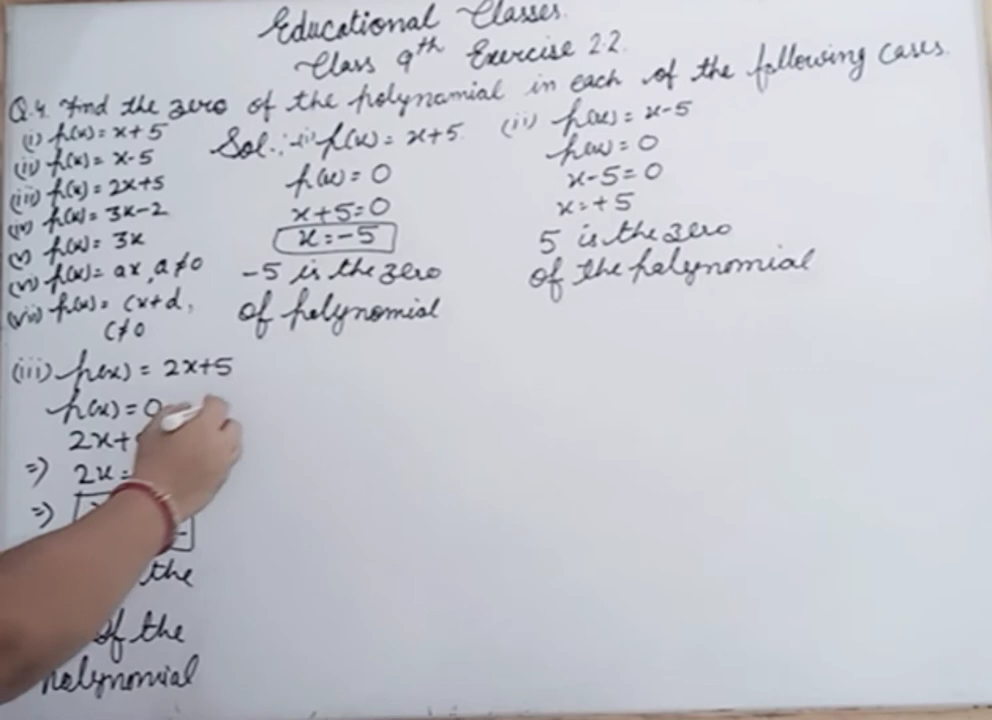 Educational Classes.
Class 9th Exercise 2.2.
Q.4. Find the zero of the polynomial in each of the following cases.
(i) p(x) = x+5
(ii) p(x) = x-5
(iii) p(x) = 2x+5
(iv) p(x) = 3x-2
(v) p(x) = 3x
(vi) p(x) = ax, a≠0
(vii) p(x) = cx+d,
c≠0
Sol:- (i) p(x) = x+5
p(x) = 0
x+5=0
x=-5
-5 is the zero
of polynomial
(ii) p(x) = x-5
p(x) = 0
x-5=0
x=+5
5 is the zero
of the polynomial
(iii) p(x) = 2x+5
p(x) = 0
2x+
=) 2x=
=)
the
of the
polynomial